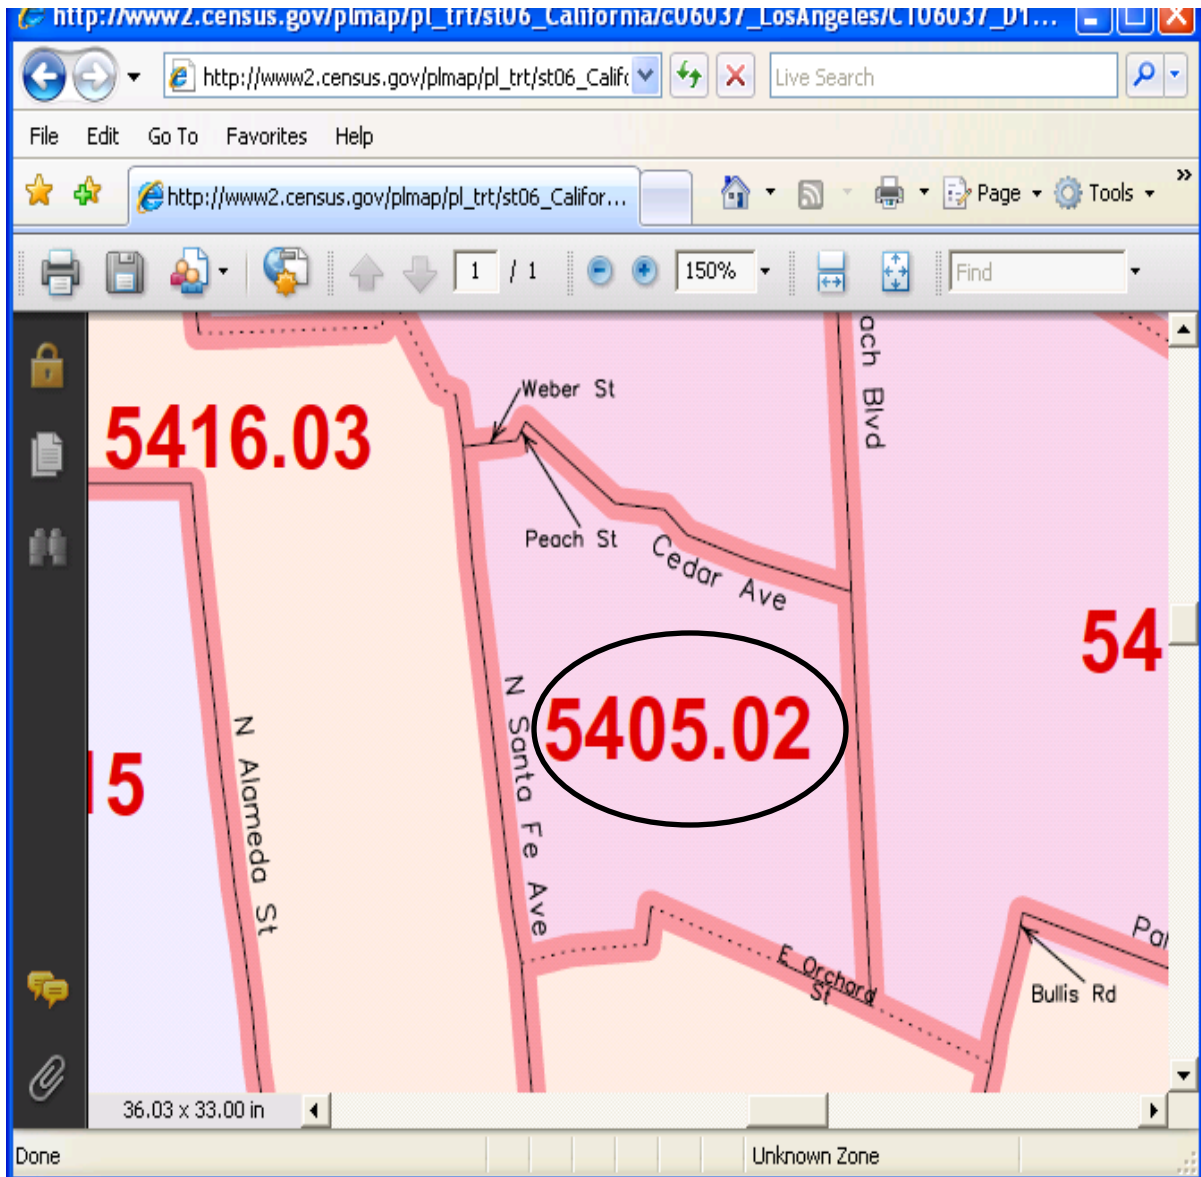 http://www2.census.gov/plmap/pl_trt/st06_California/c06037_LosAngeles/CT06037_D1...
http://www2.census.gov/plmap/pl_trt/st06_Califo
Live Search
File Edit Go To Favorites Help
http://www2.census.gov/plmap/pl_trt/st06_Califor...
Page Tools
1 / 1 150% Find
ach Blvd
Weber St
5416.03
Peach St
Cedar Ave
54
N Santa Fe Ave
5405.02
N Alameda St
15
E Orchard St
Par
Bullis Rd
36.03 x 33.00 in
Done Unknown Zone